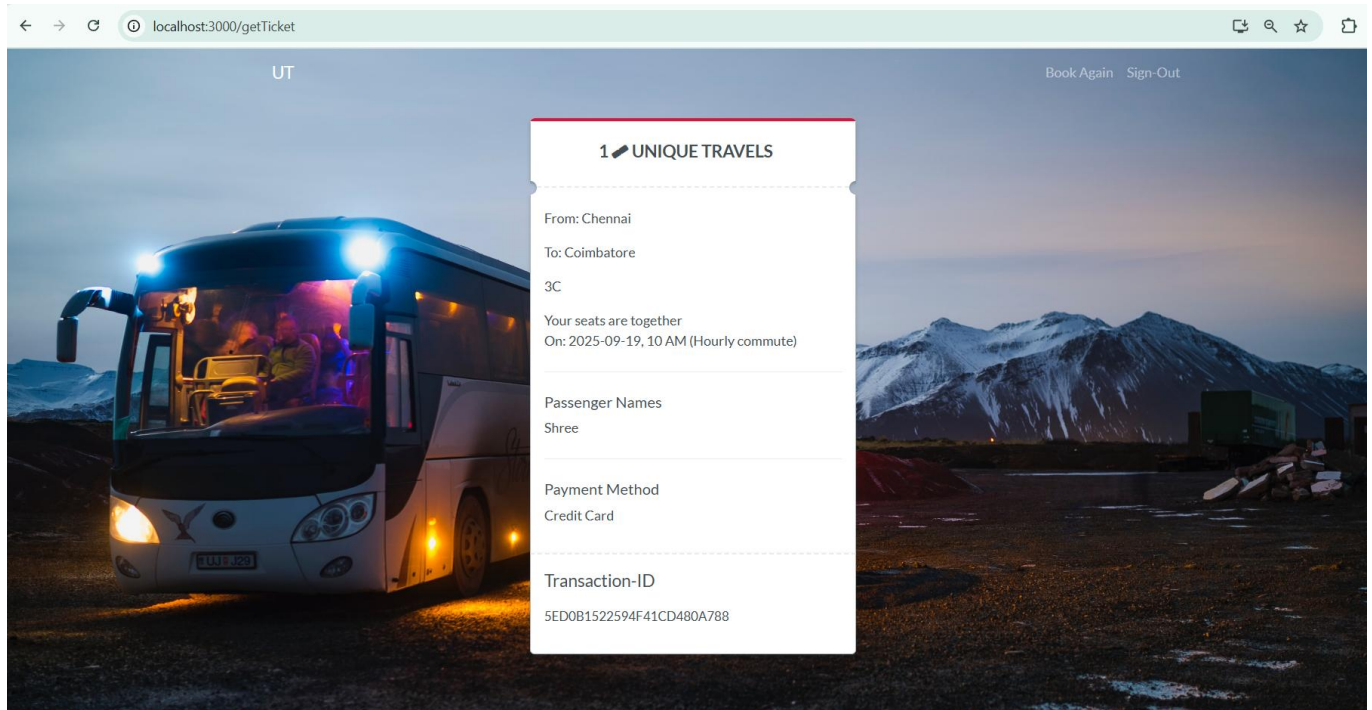 localhost:3000/getTicket
UT
Book Again Sign-Out
1 UNIQUE TRAVELS
From: Chennai
To: Coimbatore
3C
Your seats are together
On: 2025-09-19, 10 AM (Hourly commute)
Passenger Names
Shree
Payment Method
Credit Card
Transaction-ID
5ED0B1522594F41CD480A788